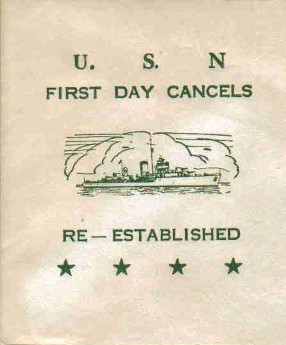 U. S. N
FIRST DAY CANCELS
RE-ESTABLISHED